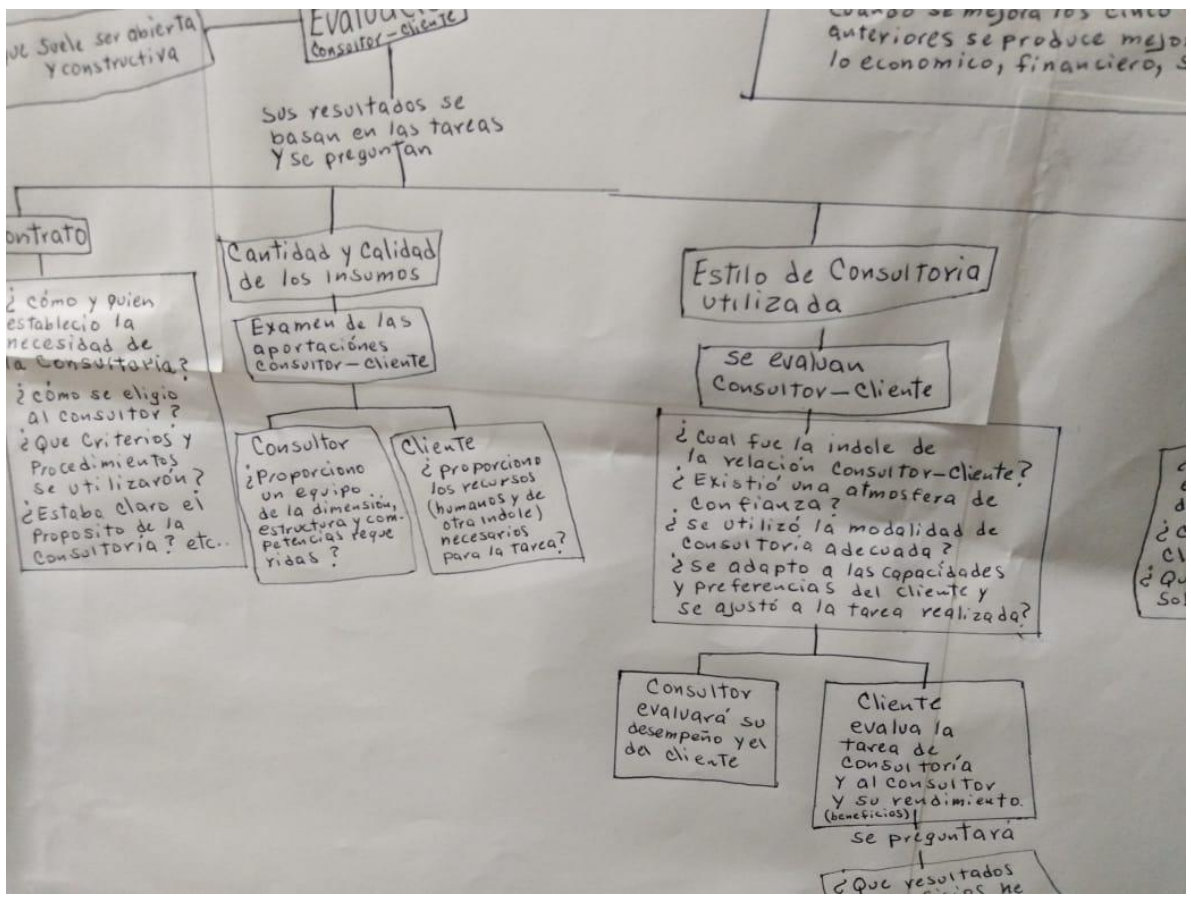 que suele ser abierta
y constructiva
Consultor-Cliente
Sus resultados se
basan en las tareas
Y se preguntan
anteriores se produce
lo economico, financiero,
¿ cómo y quien
establecio la
necesidad de
la Consultoría?
¿cómo se eligio
al consultor?
¿Que Criterios y
Procedimientos
se utilizarón?
¿Estaba claro el
Proposito de la
Consultoría? etc..
Cantidad y Calidad
de los insumos
Examen de las
aportaciónes
Consultor-cliente
Consultor
¿Proporciono
un equipo..
de la dimensión,
estructura y com-
petencias reque
ridas?
Cliente
¿proporciono
los recursos
(humanos y de
otra indole)
necesarios
para la tarea?
Estilo de Consultoria
utilizada
se evaluan
Consultor-Cliente
¿Cual fue la indole de
la relación Consultor-Cliente?
¿Existió una atmosfera de
confianza?
¿se utilizó la modalidad de
Consultoria adecuada?
¿se adapto a las capacidades
y preferencias del cliente y
se ajustó a la tarea realizada?
Consultor
evaluará su
desempeño y el
del cliente
Cliente
evalua la
tarea de
consultoría
Y al consultor
Y su rendimiento.
(beneficios)
se preguntará
¿Que resultados